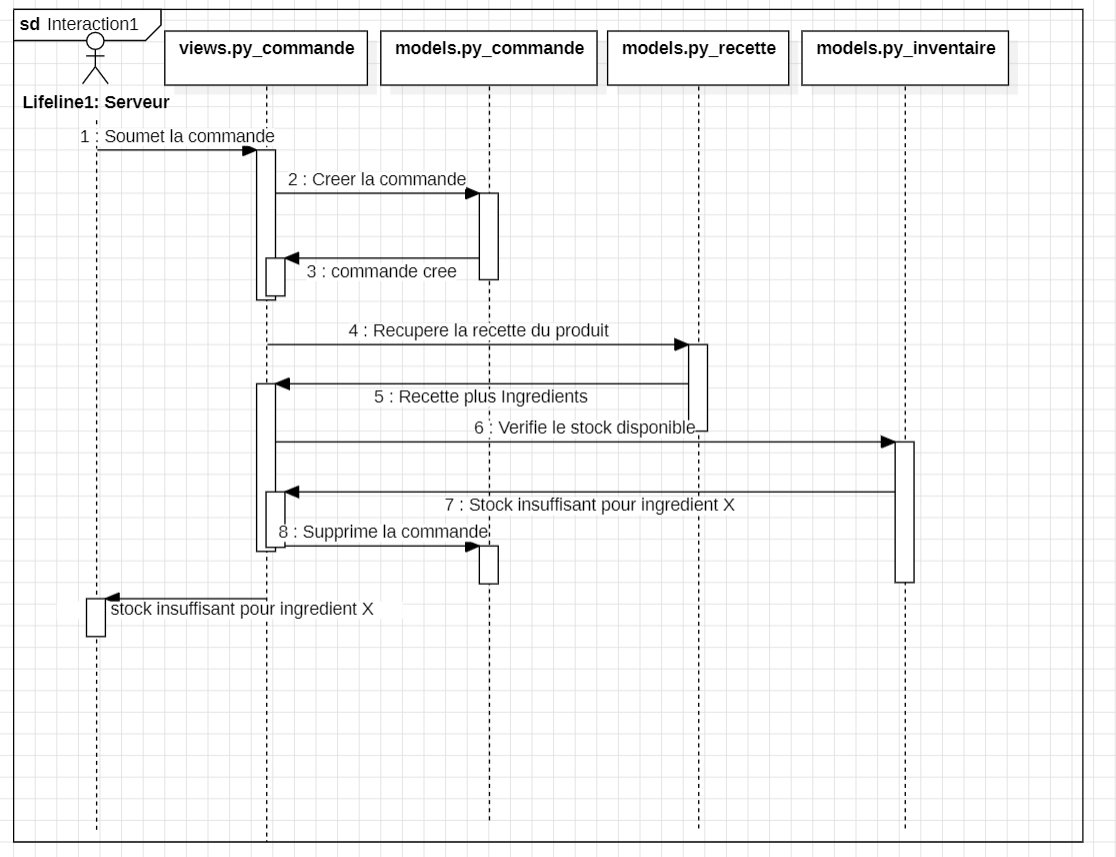 sd Interaction1
views.py_commande
models.py_commande
models.py_recette
models.py_inventaire
Lifeline1: Serveur
1 : Soumet la commande
2 : Creer la commande
3 : commande cree
4 : Recupere la recette du produit
5 : Recette plus Ingredients
6 : Verifie le stock disponible
7 : Stock insuffisant pour ingredient X
8 : Supprime la commande
stock insuffisant pour ingredient X